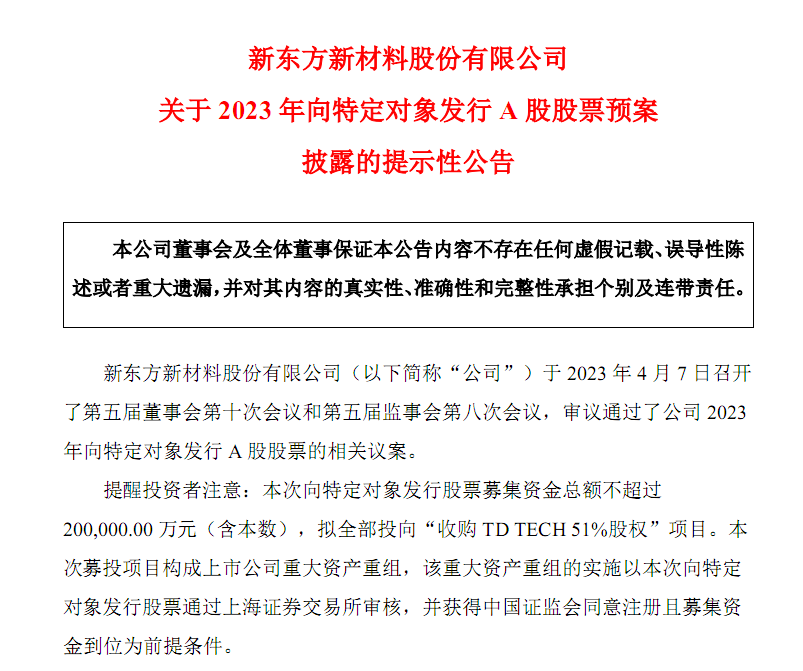 新东方新材料股份有限公司
关于 2023 年向特定对象发行 A 股股票预案
披露的提示性公告
本公司董事会及全体董事保证本公告内容不存在任何虚假记载、误导性陈
述或者重大遗漏，并对其内容的真实性、准确性和完整性承担个别及连带责任。
新东方新材料股份有限公司（以下简称“公司”）于 2023 年 4 月 7 日召开
了第五届董事会第十次会议和第五届监事会第八次会议，审议通过了公司 2023
年向特定对象发行 A 股股票的相关议案。
提醒投资者注意：本次向特定对象发行股票募集资金总额不超过
200,000.00 万元（含本数），拟全部投向“收购 TD TECH 51%股权”项目。本
次募投项目构成上市公司重大资产重组，该重大资产重组的实施以本次向特定
对象发行股票通过上海证券交易所审核，并获得中国证监会同意注册且募集资
金到位为前提条件。